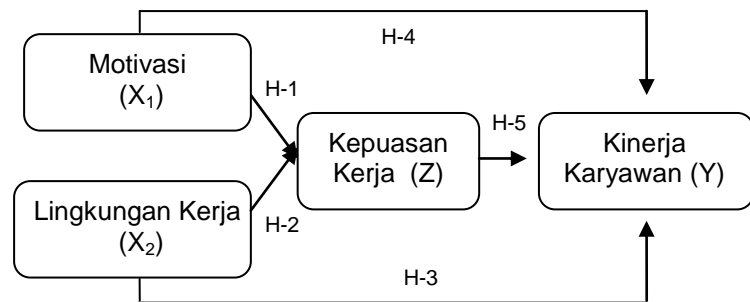 H-4
Motivasi
(X₁)
H-1
Kepuasan
Kerja (Z)
H-5
Kinerja
Karyawan (Y)
Lingkungan Kerja
(X₂)
H-2
H-3